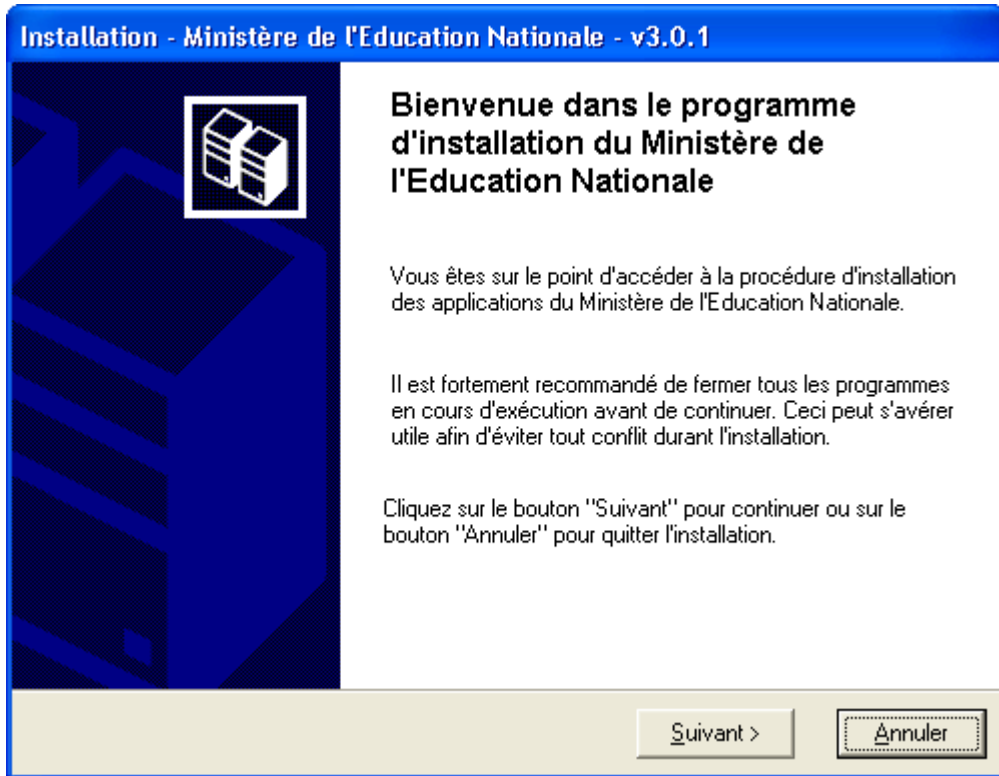 Installation - Ministère de l'Education Nationale - v3.0.1
Bienvenue dans le programme
d'installation du Ministère de
l'Education Nationale
Vous êtes sur le point d'accéder à la procédure d'installation
des applications du Ministère de l'Education Nationale.
Il est fortement recommandé de fermer tous les programmes
en cours d'exécution avant de continuer. Ceci peut s'avérer
utile afin d'éviter tout conflit durant l'installation.
Cliquez sur le bouton "Suivant" pour continuer ou sur le
bouton "Annuler" pour quitter l'installation.
Suivant > Annuler